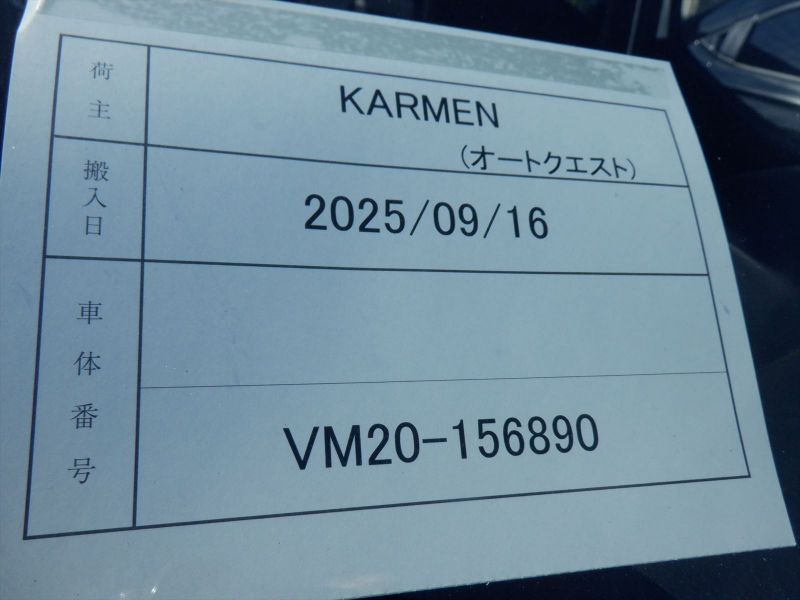 荷主
KARMEN
(オートクエスト)
搬入日
2025/09/16
車体番号
VM20-156890